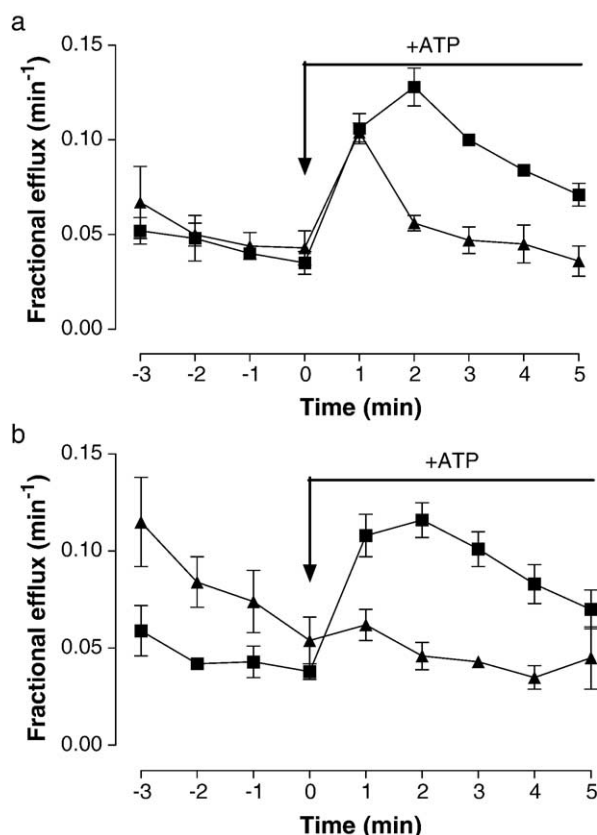 a
0.15
+ATP
0.10
0.05
0.00
Fractional efflux (min-1)
-3 -2 -1 0 1 2 3 4 5
Time (min)
b
0.15
+ATP
0.10
0.05
0.00
Fractional efflux (min-1)
-3 -2 -1 0 1 2 3 4 5
Time (min)